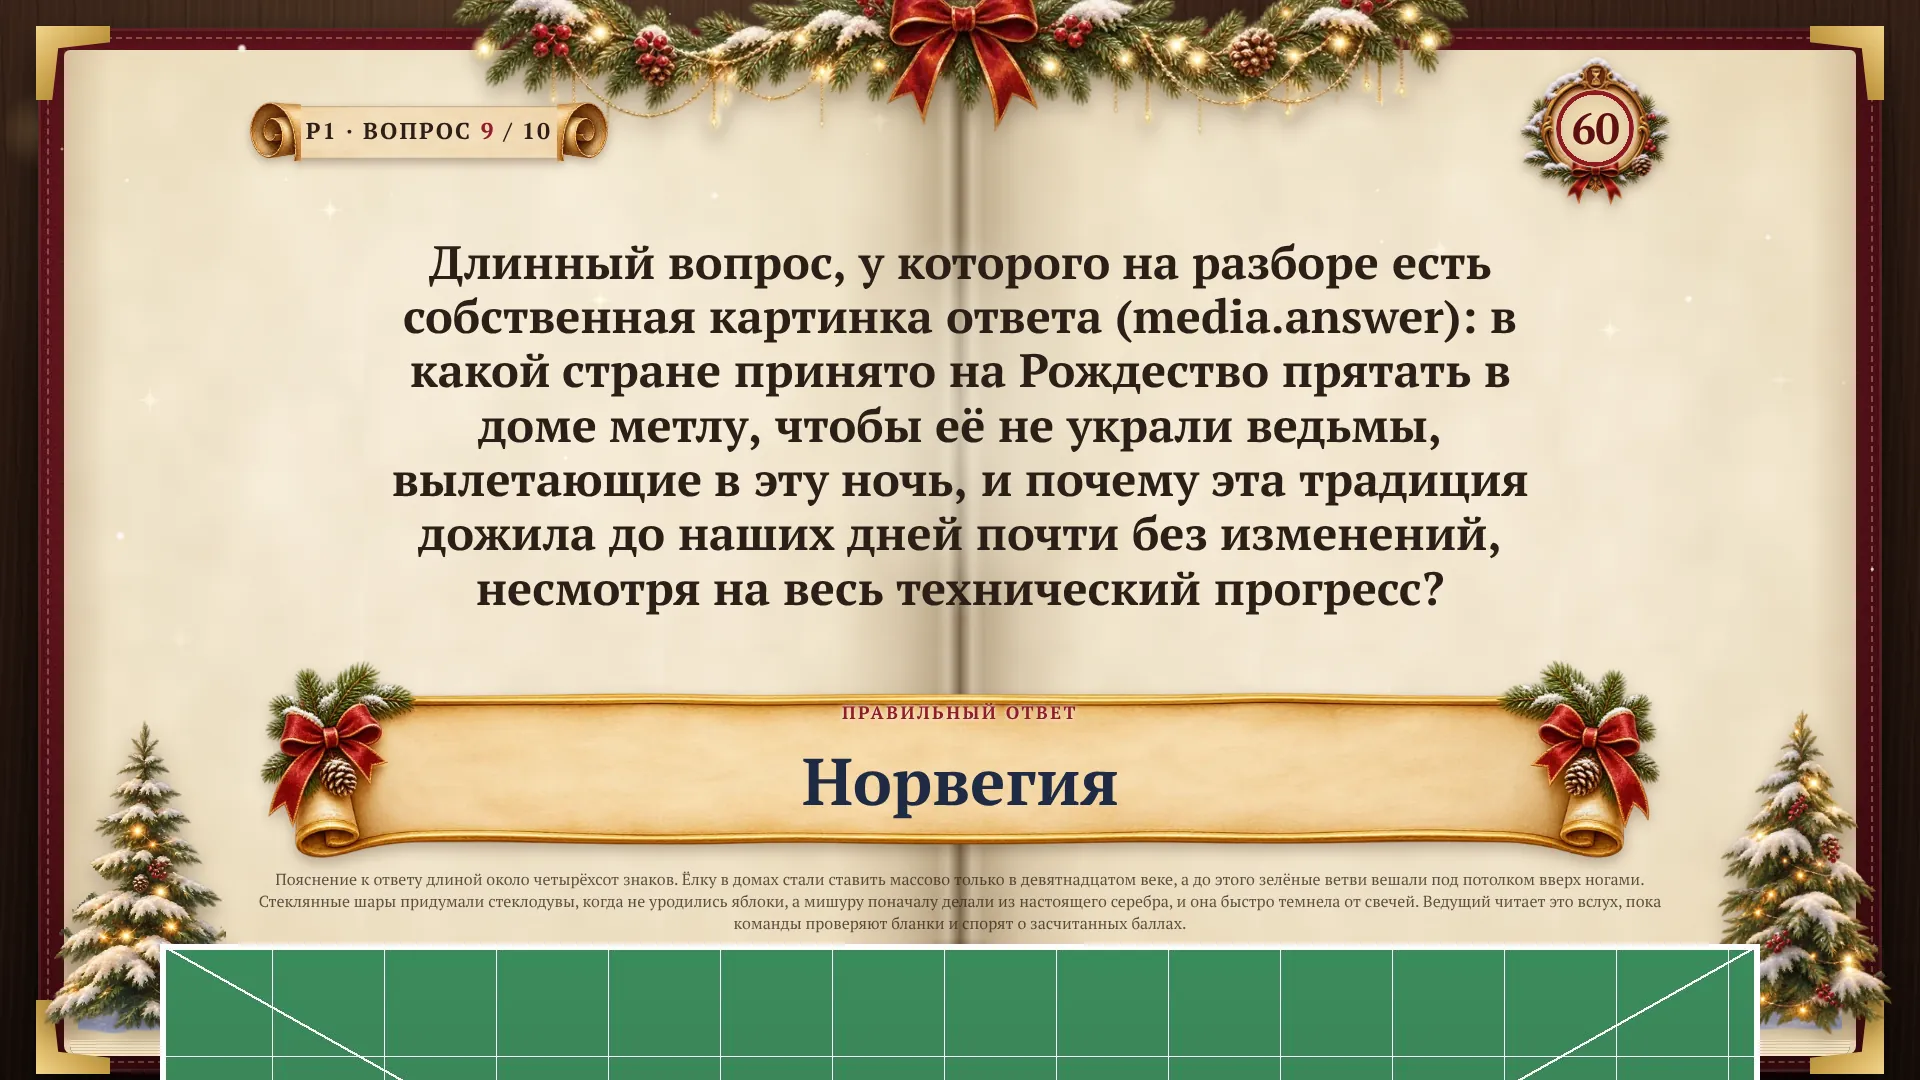 Р1 · ВОПРОС 9 / 10
60
Длинный вопрос, у которого на разборе есть
собственная картинка ответа (media.answer): в
какой стране принято на Рождество прятать в
доме метлу, чтобы её не украли ведьмы,
вылетающие в эту ночь, и почему эта традиция
дожила до наших дней почти без изменений,
несмотря на весь технический прогресс?
ПРАВИЛЬНЫЙ ОТВЕТ
Норвегия
Пояснение к ответу длиной около четырёхсот знаков. Ёлку в домах стали ставить массово только в девятнадцатом веке, а до этого зелёные ветви вешали под потолком вверх ногами.
Стеклянные шары придумали стеклодувы, когда не уродились яблоки, а мишуру поначалу делали из настоящего серебра, и она быстро темнела от свечей. Ведущий читает это вслух, пока
команды проверяют бланки и спорят о засчитанных баллах.